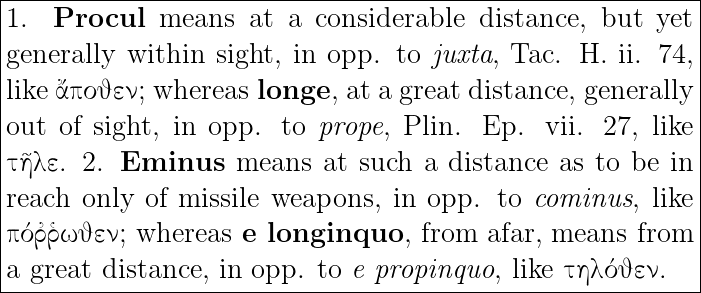 1. Procul means at a considerable distance, but yet
generally within sight, in opp. to juxta, Tac. H. ii. 74,
like ἄποθεν; whereas longe, at a great distance, generally
out of sight, in opp. to prope, Plin. Ep. vii. 27, like
τῆλε. 2. Eminus means at such a distance as to be in
reach only of missile weapons, in opp. to cominus, like
πόῤῥωθεν; whereas e longinquo, from afar, means from
a great distance, in opp. to e propinquo, like τηλόθεν.